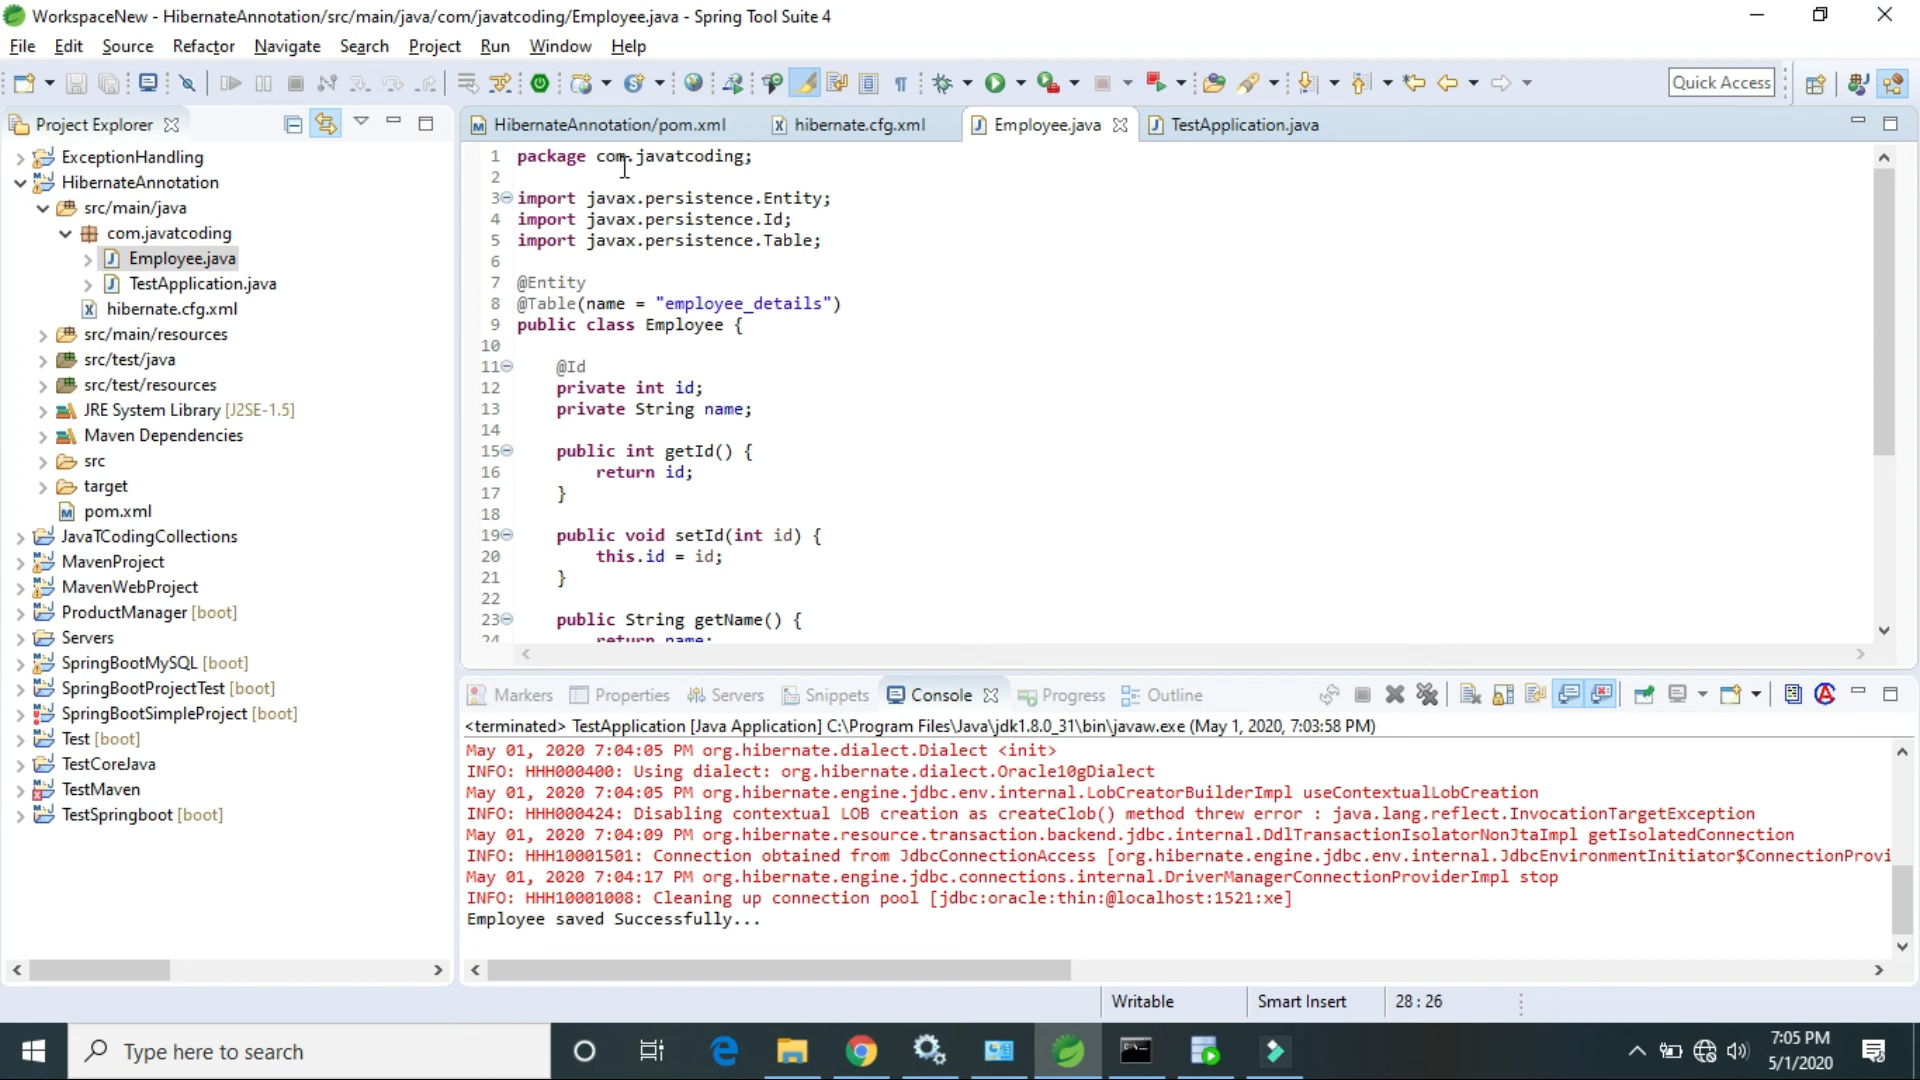 WorkspaceNew - HibernateAnnotation/src/main/java/com/javatcoding/Employee.java - Spring Tool Suite 4
File Edit Source Refactor Navigate Search Project Run Window Help
Quick Access
Project Explorer
ExceptionHandling
HibernateAnnotation
src/main/java
com.javatcoding
Employee.java
TestApplication.java
hibernate.cfg.xml
src/main/resources
src/test/java
src/test/resources
JRE System Library [J2SE-1.5]
Maven Dependencies
src
target
pom.xml
JavaTCodingCollections
MavenProject
MavenWebProject
ProductManager [boot]
Servers
SpringBootMySQL [boot]
SpringBootProjectTest [boot]
SpringBootSimpleProject [boot]
Test [boot]
TestCoreJava
TestMaven
TestSpringboot [boot]
HibernateAnnotation/pom.xml hibernate.cfg.xml Employee.java TestApplication.java
1 package com.javatcoding;
2
3 import javax.persistence.Entity;
4 import javax.persistence.Id;
5 import javax.persistence.Table;
6
7 @Entity
8 @Table(name = "employee_details")
9 public class Employee {
10
11 @Id
12 private int id;
13 private String name;
14
15 public int getId() {
16 return id;
17 }
18
19 public void setId(int id) {
20 this.id = id;
21 }
22
23 public String getName() {
24 return name;
Markers Properties Servers Snippets Console Progress Outline
<terminated> TestApplication [Java Application] C:\Program Files\Java\jdk1.8.0_31\bin\javaw.exe (May 1, 2020, 7:03:58 PM)
May 01, 2020 7:04:05 PM org.hibernate.dialect.Dialect <init>
INFO: HHH000400: Using dialect: org.hibernate.dialect.Oracle10gDialect
May 01, 2020 7:04:05 PM org.hibernate.engine.jdbc.env.internal.LobCreatorBuilderImpl useContextualLobCreation
INFO: HHH000424: Disabling contextual LOB creation as createClob() method threw error : java.lang.reflect.InvocationTargetException
May 01, 2020 7:04:09 PM org.hibernate.resource.transaction.backend.jdbc.internal.DdlTransactionIsolatorNonJtaImpl getIsolatedConnection
INFO: HHH10001501: Connection obtained from JdbcConnectionAccess [org.hibernate.engine.jdbc.env.internal.JdbcEnvironmentInitiator$ConnectionProvi
May 01, 2020 7:04:17 PM org.hibernate.engine.jdbc.connections.internal.DriverManagerConnectionProviderImpl stop
INFO: HHH10001008: Cleaning up connection pool [jdbc:oracle:thin:@localhost:1521:xe]
Employee saved Successfully...
Writable Smart Insert 28 : 26
Type here to search
7:05 PM
5/1/2020